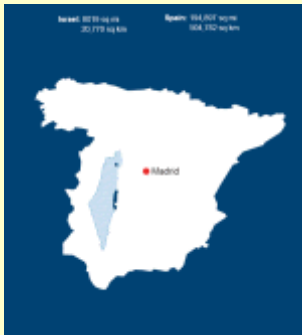 Israel: 8019 sq mi
20,770 sq km
Spain: 194,897 sq mi
504,782 sq km
Madrid